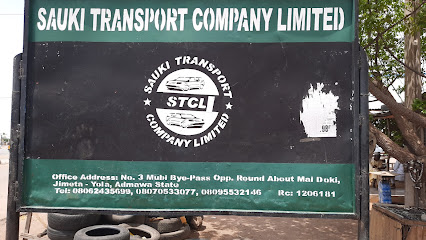 SAUKI TRANSPORT COMPANY LIMITED
SAUKI TRANSPORT
STCL
COMPANY LIMITED
Office Address: No. 3 Mubi Bye-Pass Opp. Round About Mai Doki,
Jimeta - Yola, Admawa State
Tel: 08062435699, 08070533077, 08095532146 Rc: 1206181